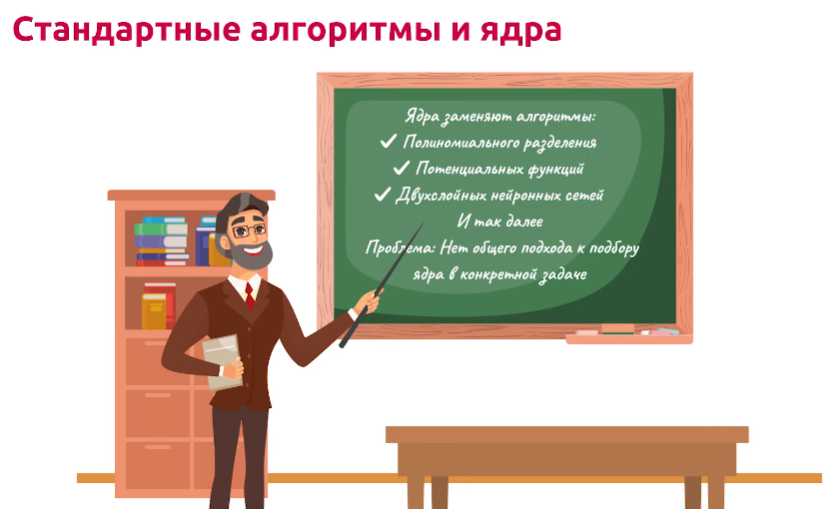 Стандартные алгоритмы и ядра
Ядра заменяют алгоритмы:
✓ Полиномиального разделения
✓ Потенциальных функций
✓ Двухслойных нейронных сетей
И так далее
Проблема: Нет общего подхода к подбору
ядра в конкретной задаче